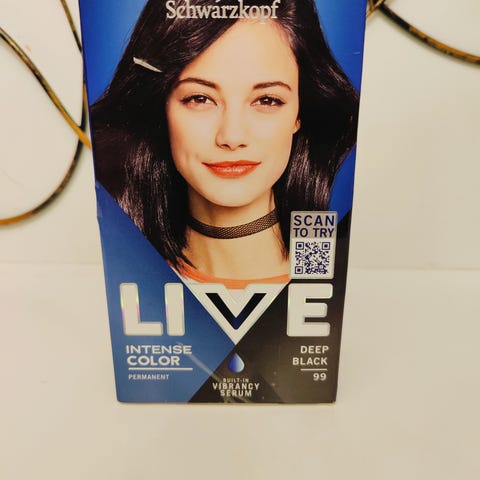 Schwarzkopf
SCAN
TO TRY
LIVE
INTENSE
COLOR
PERMANENT
DEEP
BLACK
99
BUILT-IN
VIBRANCY
SERUM